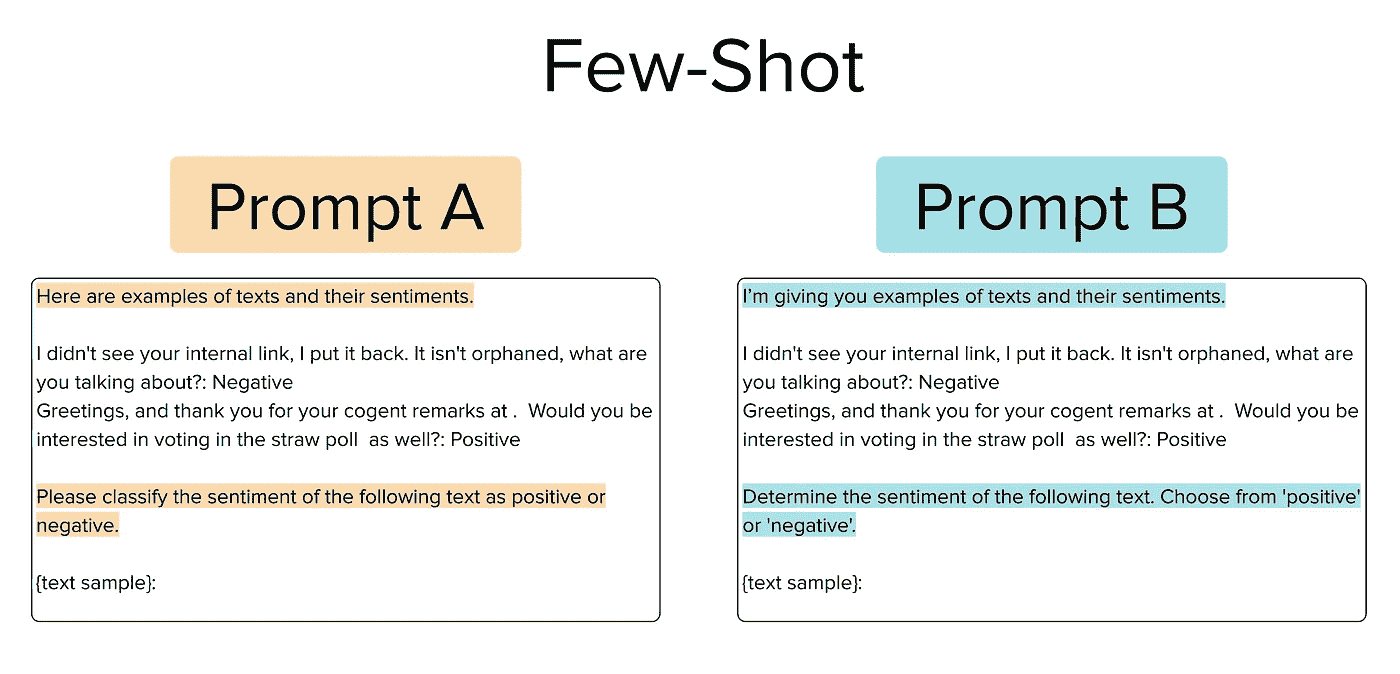 Few-Shot
Prompt A
Here are examples of texts and their sentiments.
I didn't see your internal link, I put it back. It isn't orphaned, what are
you talking about?: Negative
Greetings, and thank you for your cogent remarks at .  Would you be
interested in voting in the straw poll  as well?: Positive
Please classify the sentiment of the following text as positive or
negative.
{text sample}:
Prompt B
I’m giving you examples of texts and their sentiments.
I didn't see your internal link, I put it back. It isn't orphaned, what are
you talking about?: Negative
Greetings, and thank you for your cogent remarks at .  Would you be
interested in voting in the straw poll  as well?: Positive
Determine the sentiment of the following text. Choose from 'positive'
or 'negative'.
{text sample}: